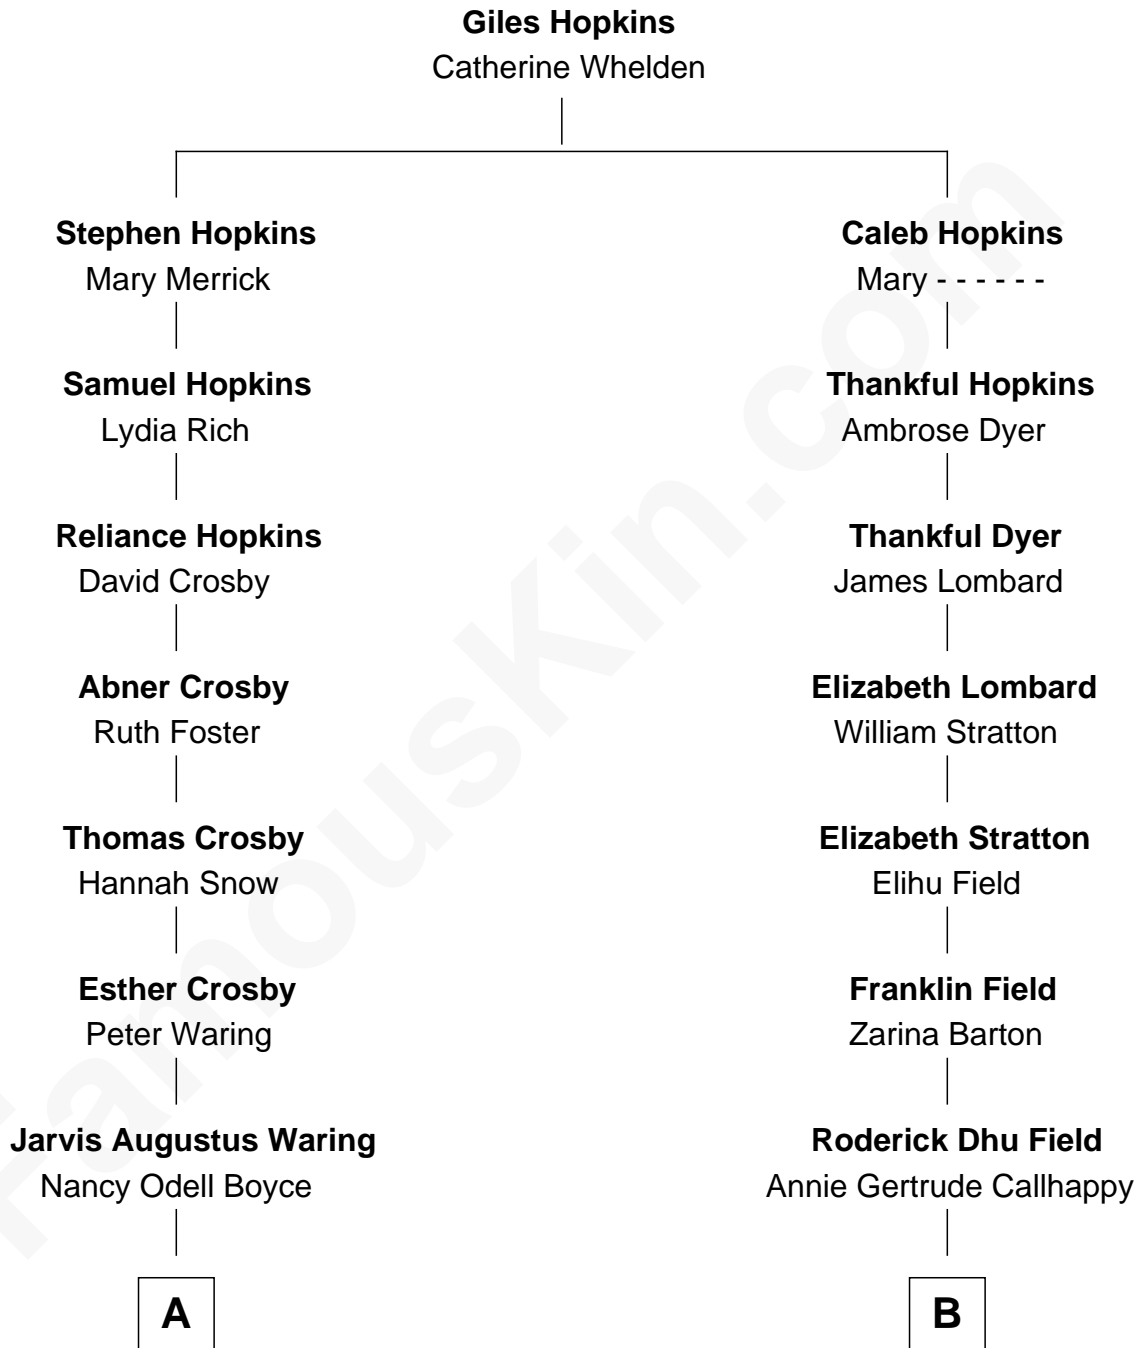 Giles Hopkins
Catherine Whelden
Stephen Hopkins
Mary Merrick
Caleb Hopkins
Mary - - - - - -
Samuel Hopkins
Lydia Rich
Thankful Hopkins
Ambrose Dyer
Reliance Hopkins
David Crosby
Thankful Dyer
James Lombard
Abner Crosby
Ruth Foster
Elizabeth Lombard
William Stratton
Thomas Crosby
Hannah Snow
Elizabeth Stratton
Elihu Field
Esther Crosby
Peter Waring
Franklin Field
Zarina Barton
Jarvis Augustus Waring
Nancy Odell Boyce
Roderick Dhu Field
Annie Gertrude Callhappy
A
B
FamousKin.com